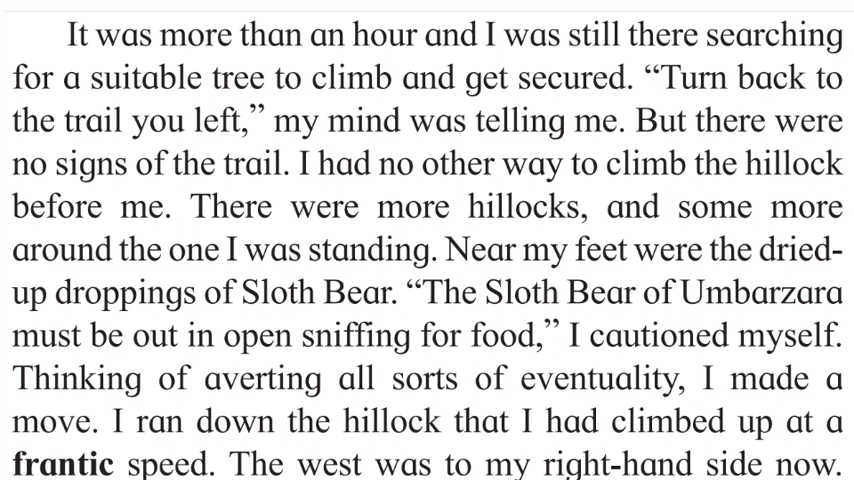 It was more than an hour and I was still there searching
for a suitable tree to climb and get secured. “Turn back to
the trail you left,” my mind was telling me. But there were
no signs of the trail. I had no other way to climb the hillock
before me. There were more hillocks, and some more
around the one I was standing. Near my feet were the dried-
up droppings of Sloth Bear. “The Sloth Bear of Umbarzara
must be out in open sniffing for food,” I cautioned myself.
Thinking of averting all sorts of eventuality, I made a
move. I ran down the hillock that I had climbed up at a
frantic speed. The west was to my right-hand side now.